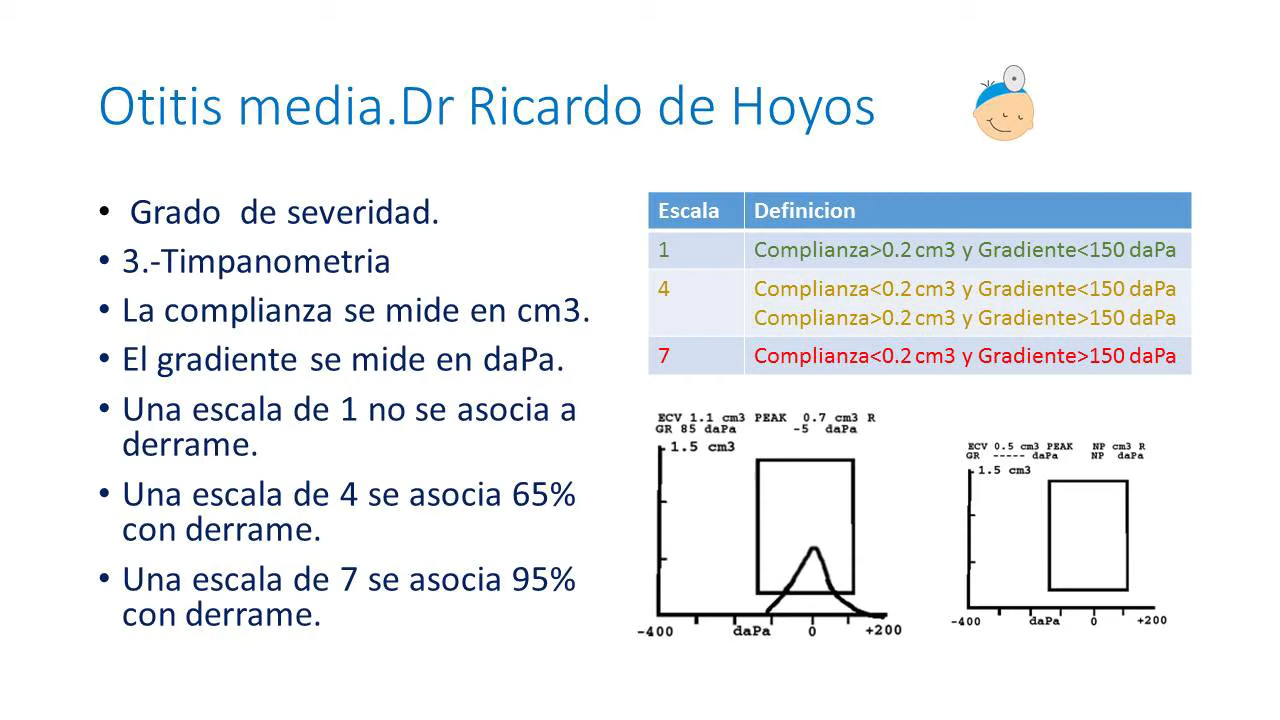 Otitis media.Dr Ricardo de Hoyos
• Grado de severidad.
• 3.-Timpanometria
• La complianza se mide en cm3.
• El gradiente se mide en daPa.
• Una escala de 1 no se asocia a
derrame.
• Una escala de 4 se asocia 65%
con derrame.
• Una escala de 7 se asocia 95%
con derrame.
Escala Definicion
1 Complianza>0.2 cm3 y Gradiente<150 daPa
4 Complianza<0.2 cm3 y Gradiente<150 daPa
Complianza>0.2 cm3 y Gradiente>150 daPa
7 Complianza<0.2 cm3 y Gradiente>150 daPa
ECV 1.1 cm3 PEAK 0.7 cm3 R
GR 85 daPa -5 daPa
1.5 cm3
-400 daPa 0 +200
ECV 0.5 cm3 PEAK NP cm3 R
GR ----- daPa NP daPa
1.5 cm3
-400 daPa 0 +200